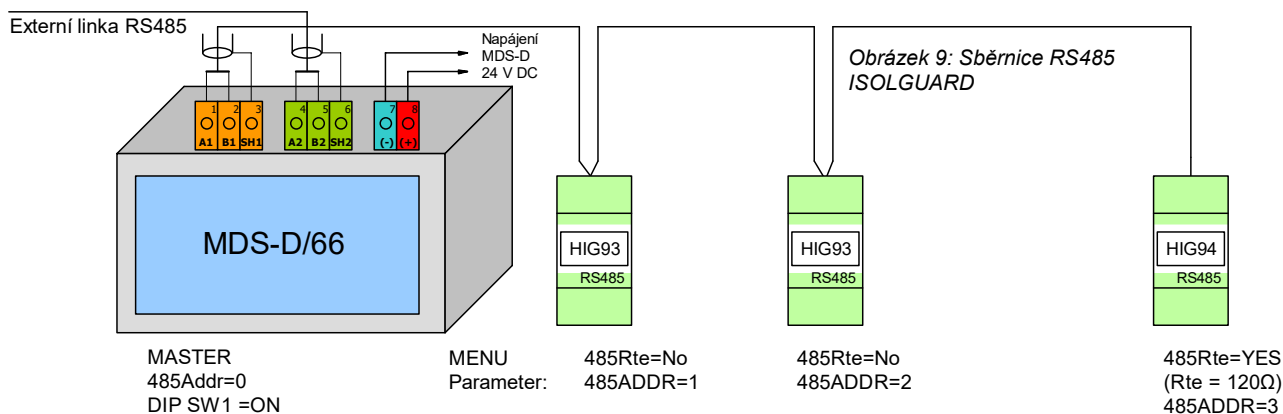 Externí linka RS485
Napájení
MDS-D
24 V DC
Obrázek 9: Sběrnice RS485
ISOLGUARD
1 2 3 4 5 6 7 8
A1 B1 SH1 A2 B2 SH2 (-) (+)
MDS-D/66
HIG93
RS485
HIG93
RS485
HIG94
RS485
MASTER
485Addr=0
DIP SW1 =ON
MENU
Parameter:
485Rte=No
485ADDR=1
485Rte=No
485ADDR=2
485Rte=YES
(Rte = 120Ω)
485ADDR=3